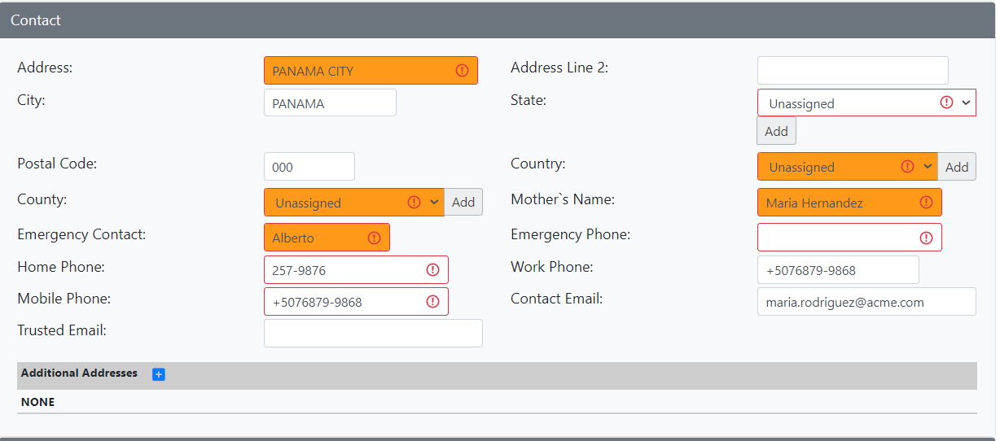 Contact
Address: PANAMA CITY Address Line 2:
City: PANAMA State: Unassigned
Add
Postal Code: 000 Country: Unassigned Add
County: Unassigned Add Mother`s Name: Maria Hernandez
Emergency Contact: Alberto Emergency Phone:
Home Phone: 257-9876 Work Phone: +5076879-9868
Mobile Phone: +5076879-9868 Contact Email: maria.rodriguez@acme.com
Trusted Email:
Additional Addresses
NONE